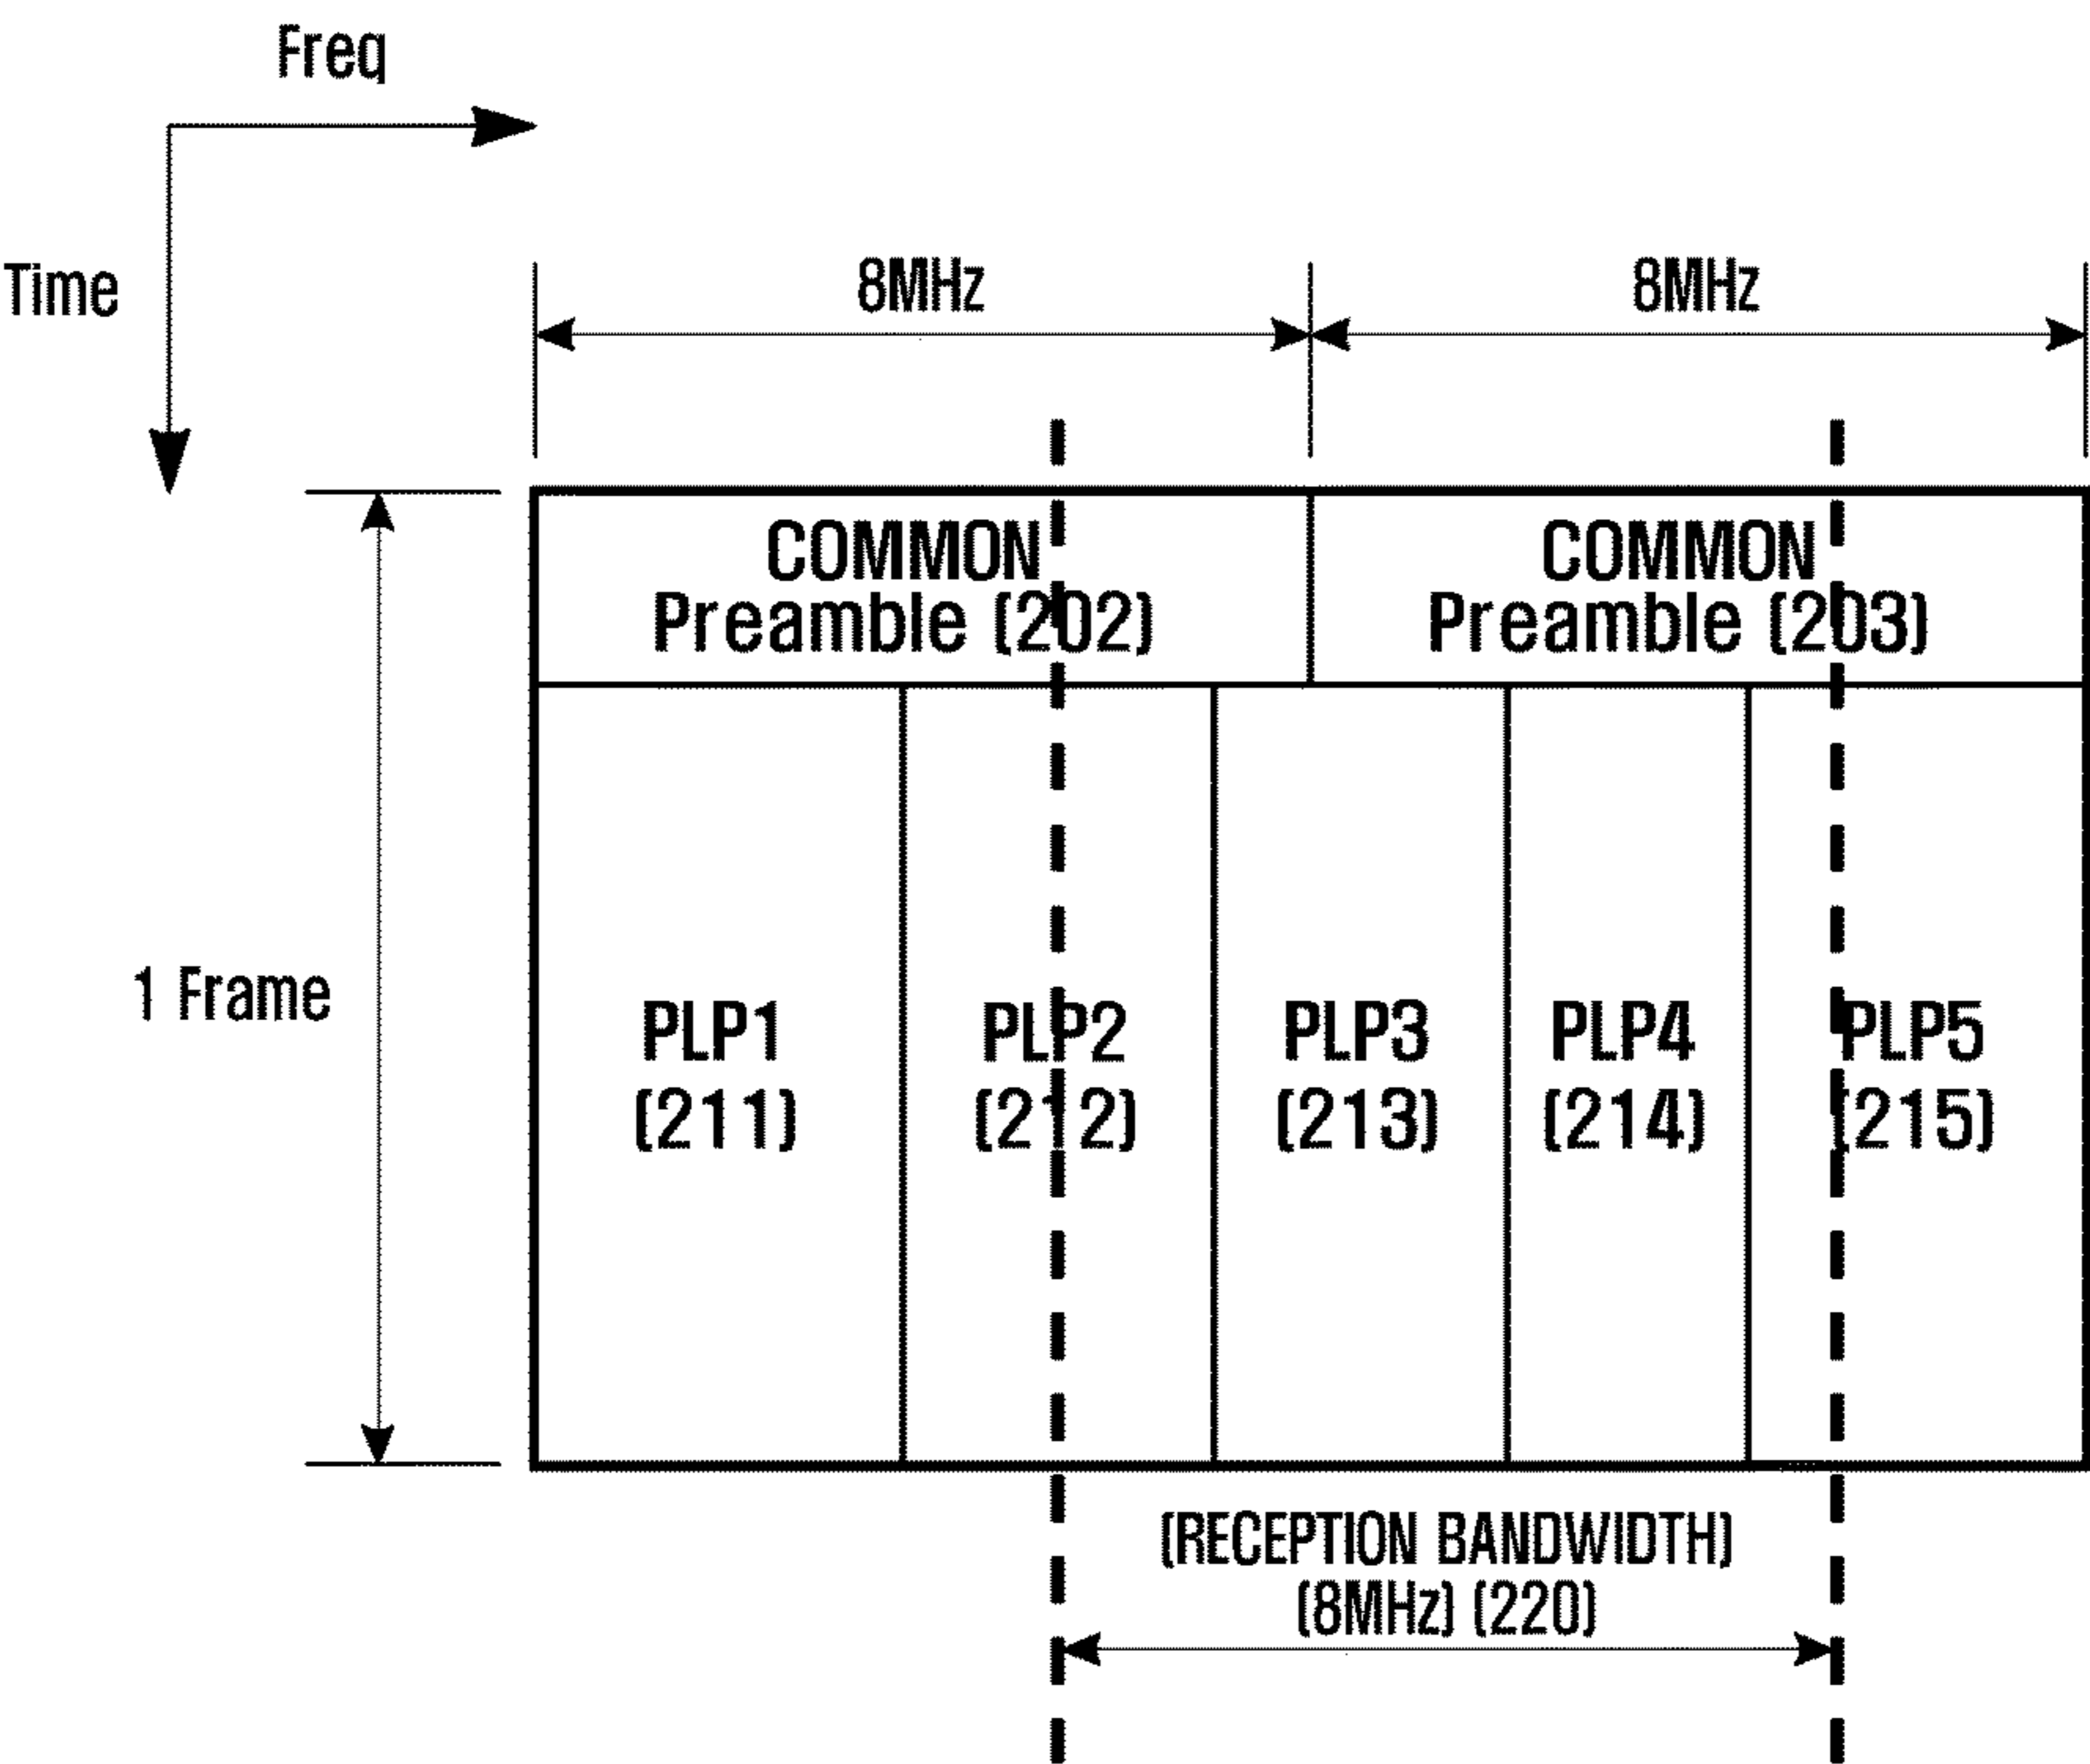 Freq
Time
8MHz
8MHz
COMMON
Preamble (202)
COMMON
Preamble (203)
1 Frame
PLP1
(211)
PLP2
(212)
PLP3
(213)
PLP4
(214)
PLP5
(215)
(RECEPTION BANDWIDTH)
(8MHz) (220)